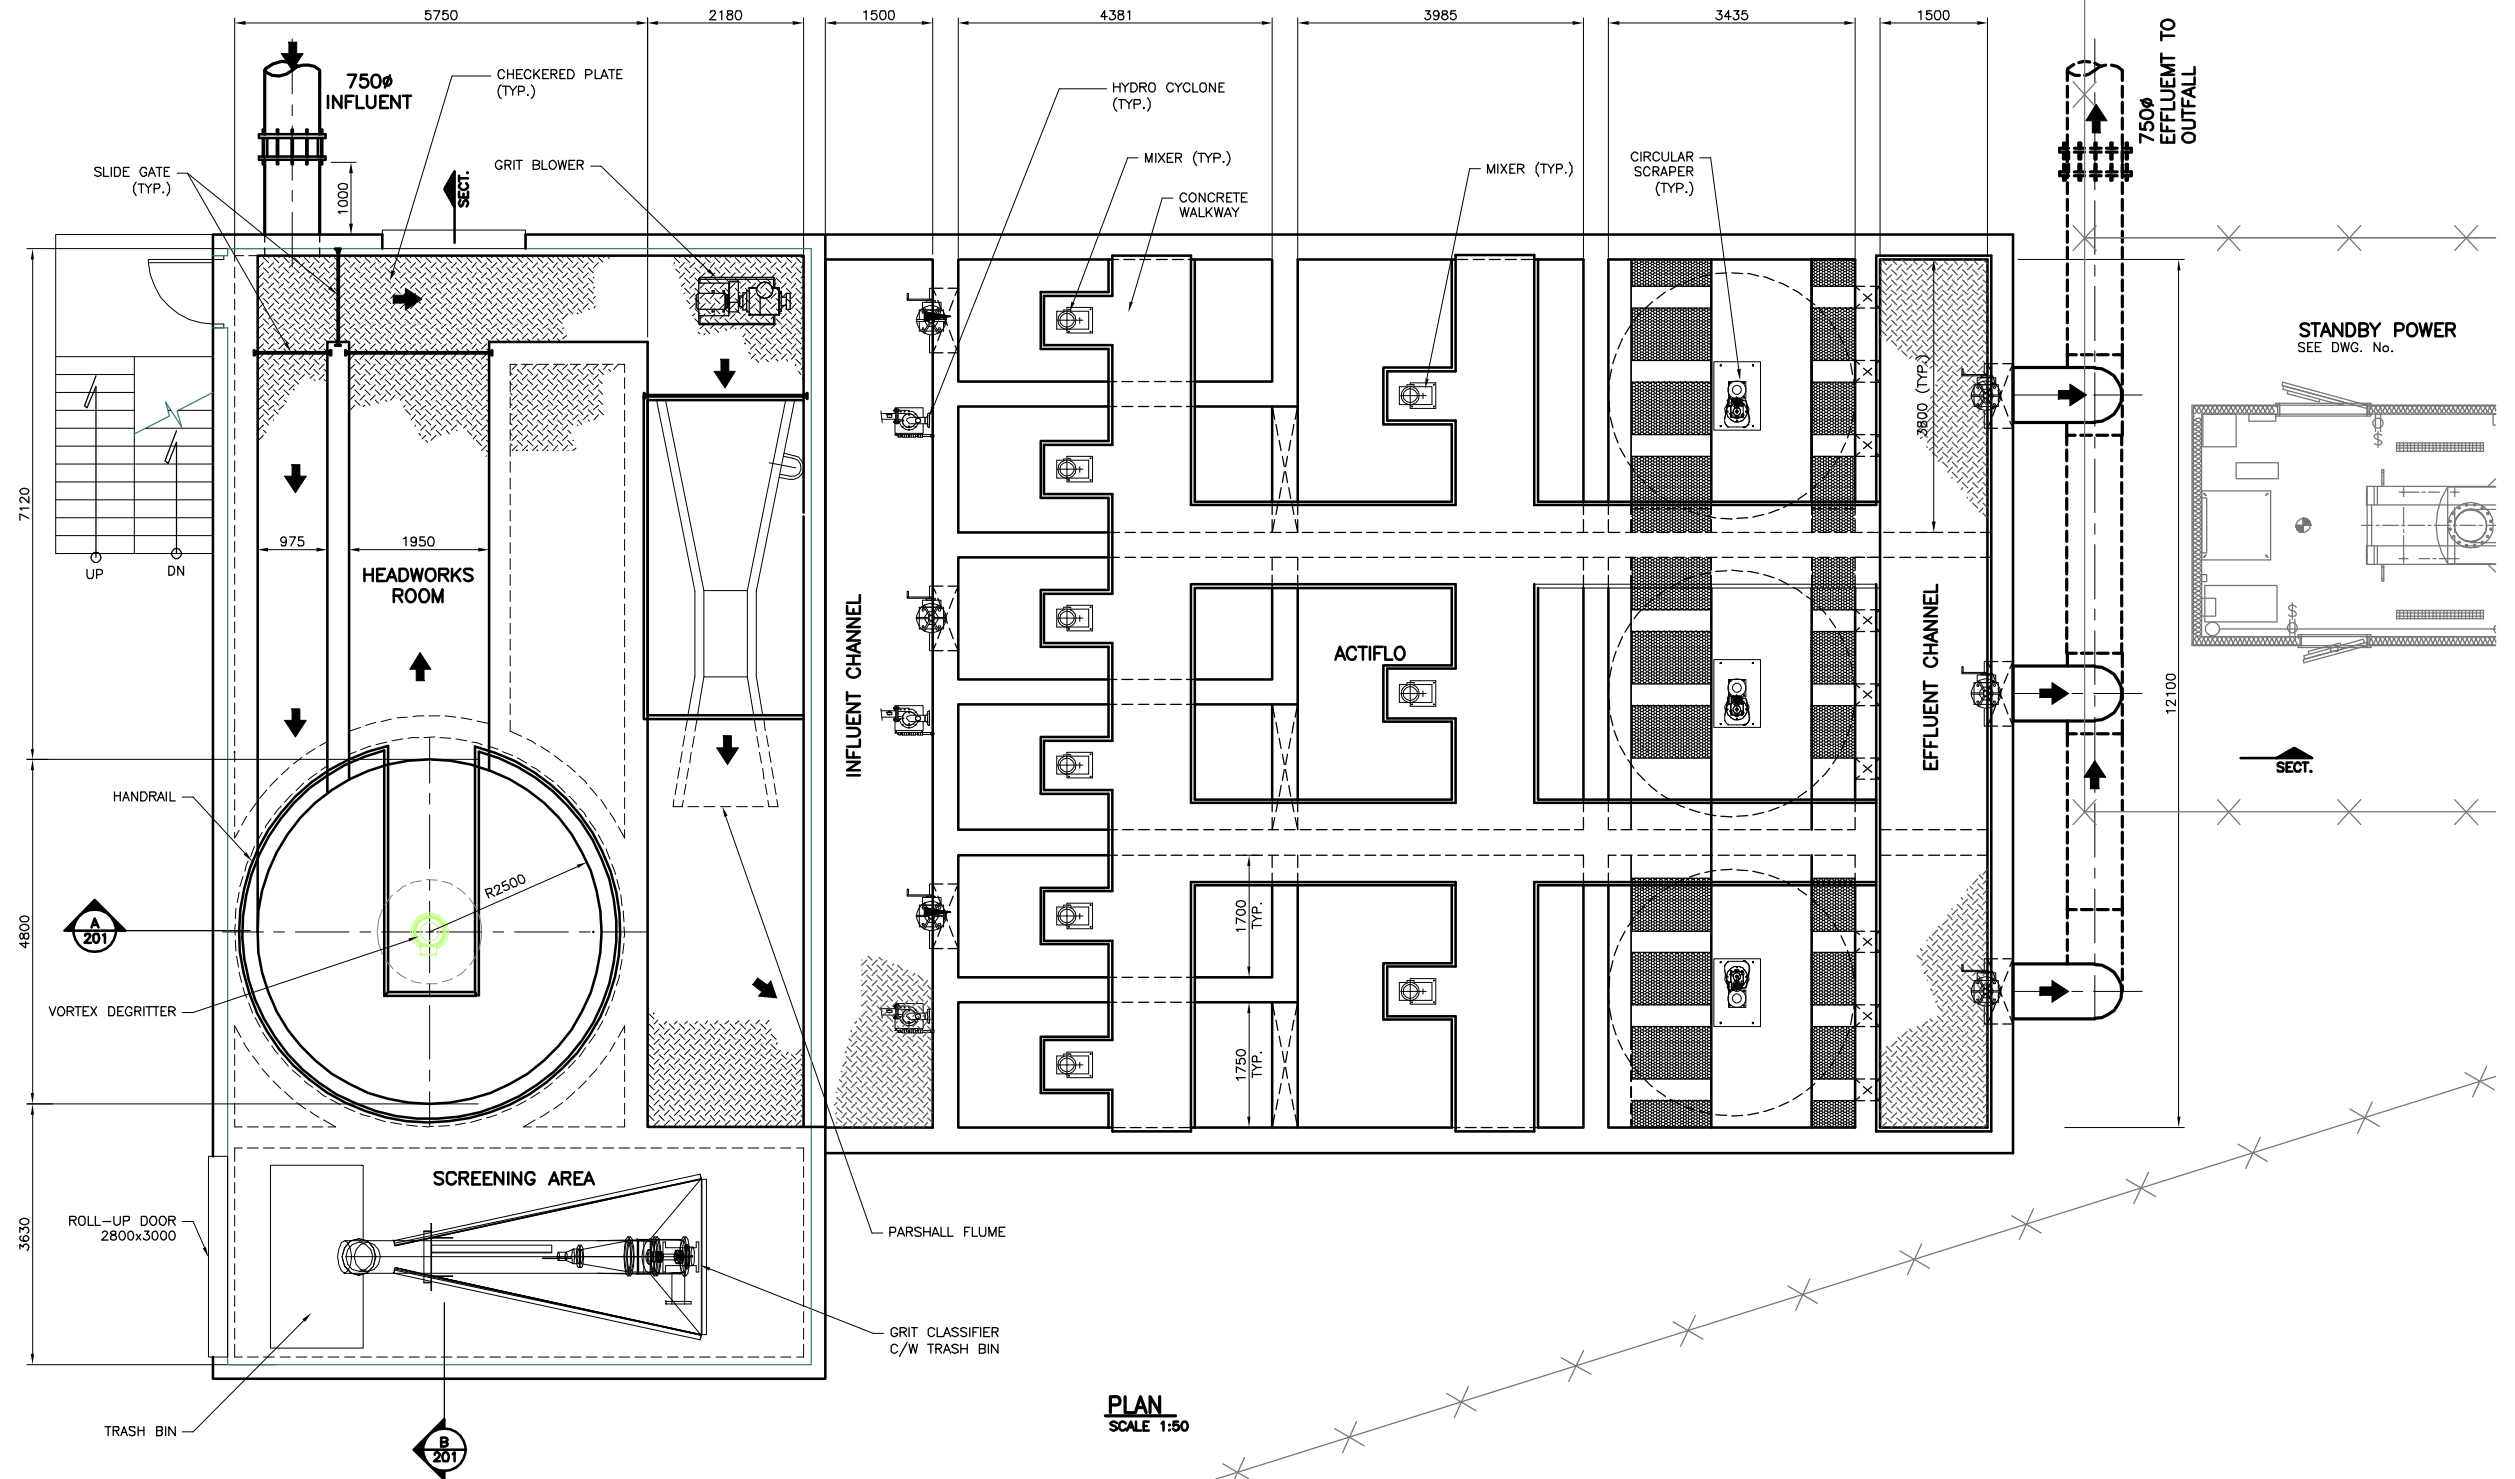 5750
2180
1500
4381
3985
3435
1500
750ø
INFLUENT
CHECKERED PLATE
(TYP.)
HYDRO CYCLONE
(TYP.)
750ø
EFFLUEMT TO
OUTFALL
SLIDE GATE
(TYP.)
1000
SECT.
GRIT BLOWER
MIXER (TYP.)
CONCRETE
WALKWAY
MIXER (TYP.)
CIRCULAR
SCRAPER
(TYP.)
STANDBY POWER
SEE DWG. No.
3800 (TYP.)
7120
975
1950
UP
DN
HEADWORKS
ROOM
INFLUENT CHANNEL
ACTIFLO
EFFLUENT CHANNEL
12100
S
S
SECT.
HANDRAIL
R2500
4800
A
201
1700
TYP.
VORTEX DEGRITTER
1750
TYP.
SCREENING AREA
ROLL-UP DOOR
2800x3000
3630
PARSHALL FLUME
GRIT CLASSIFIER
C/W TRASH BIN
TRASH BIN
B
201
PLAN
SCALE 1:50